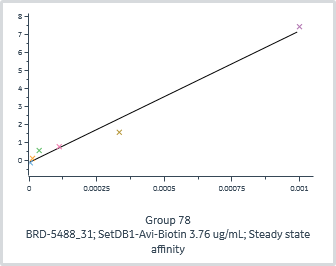 8
7
6
5
4
3
2
1
0
0 0.00025 0.0005 0.00075 0.001
Group 78
BRD-5488_31; SetDB1-Avi-Biotin 3.76 ug/mL; Steady state
affinity